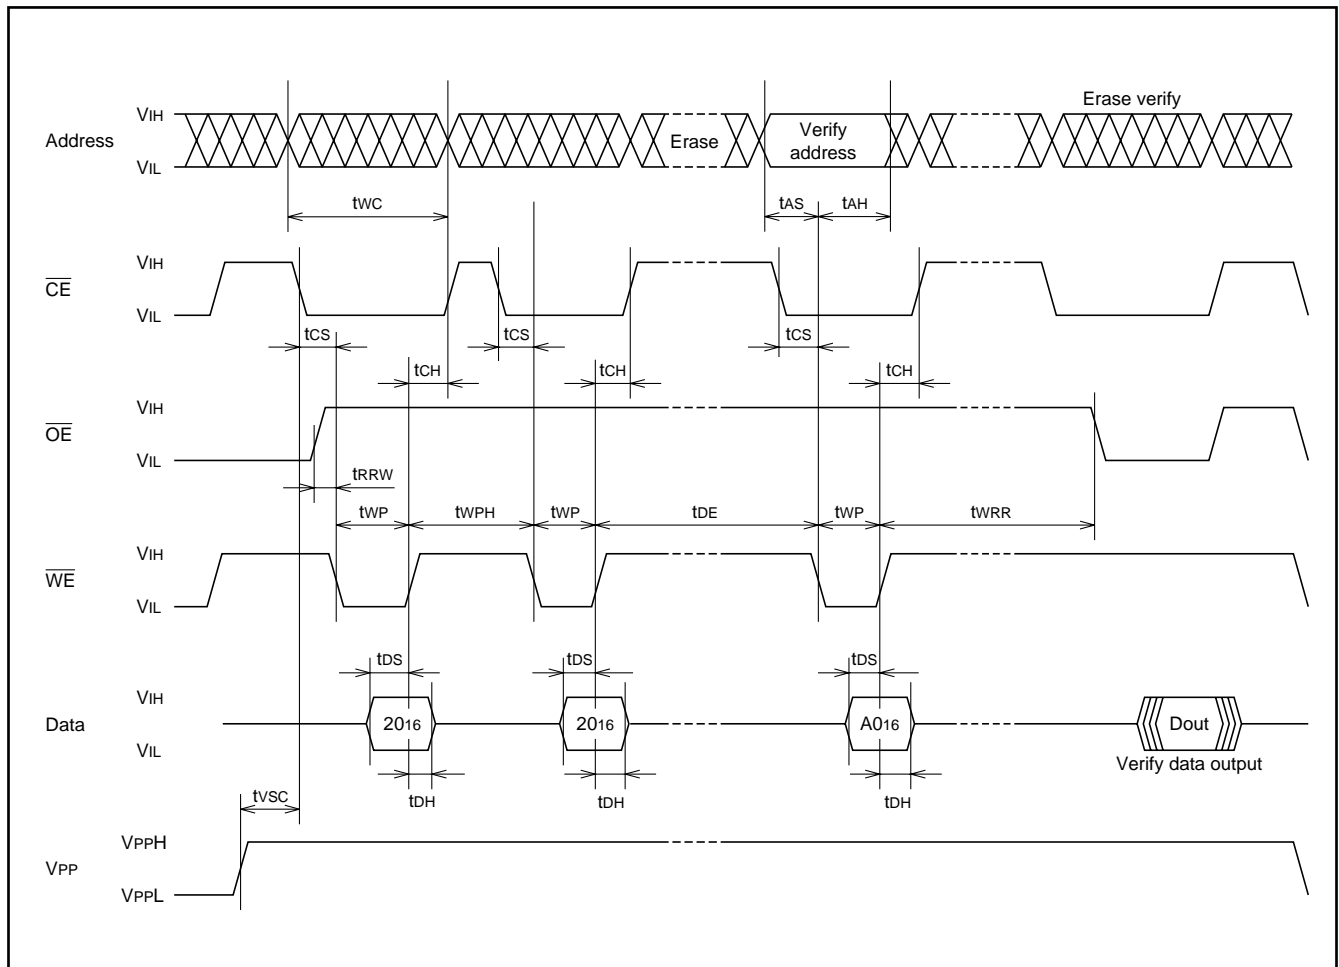 Erase verify
VIH
Address
Erase
Verify
address
VIL
tWC
tAS
tAH
VIH
CE
VIL
tCS
tCS
tCS
tCH
tCH
tCH
VIH
OE
VIL
tRRW
tWP
tWPH
tWP
tDE
tWP
tWRR
VIH
WE
VIL
tDS
tDS
tDS
VIH
Data
2016
2016
A016
Dout
VIL
Verify data output
tDH
tDH
tDH
tVSC
VPPH
VPP
VPPL